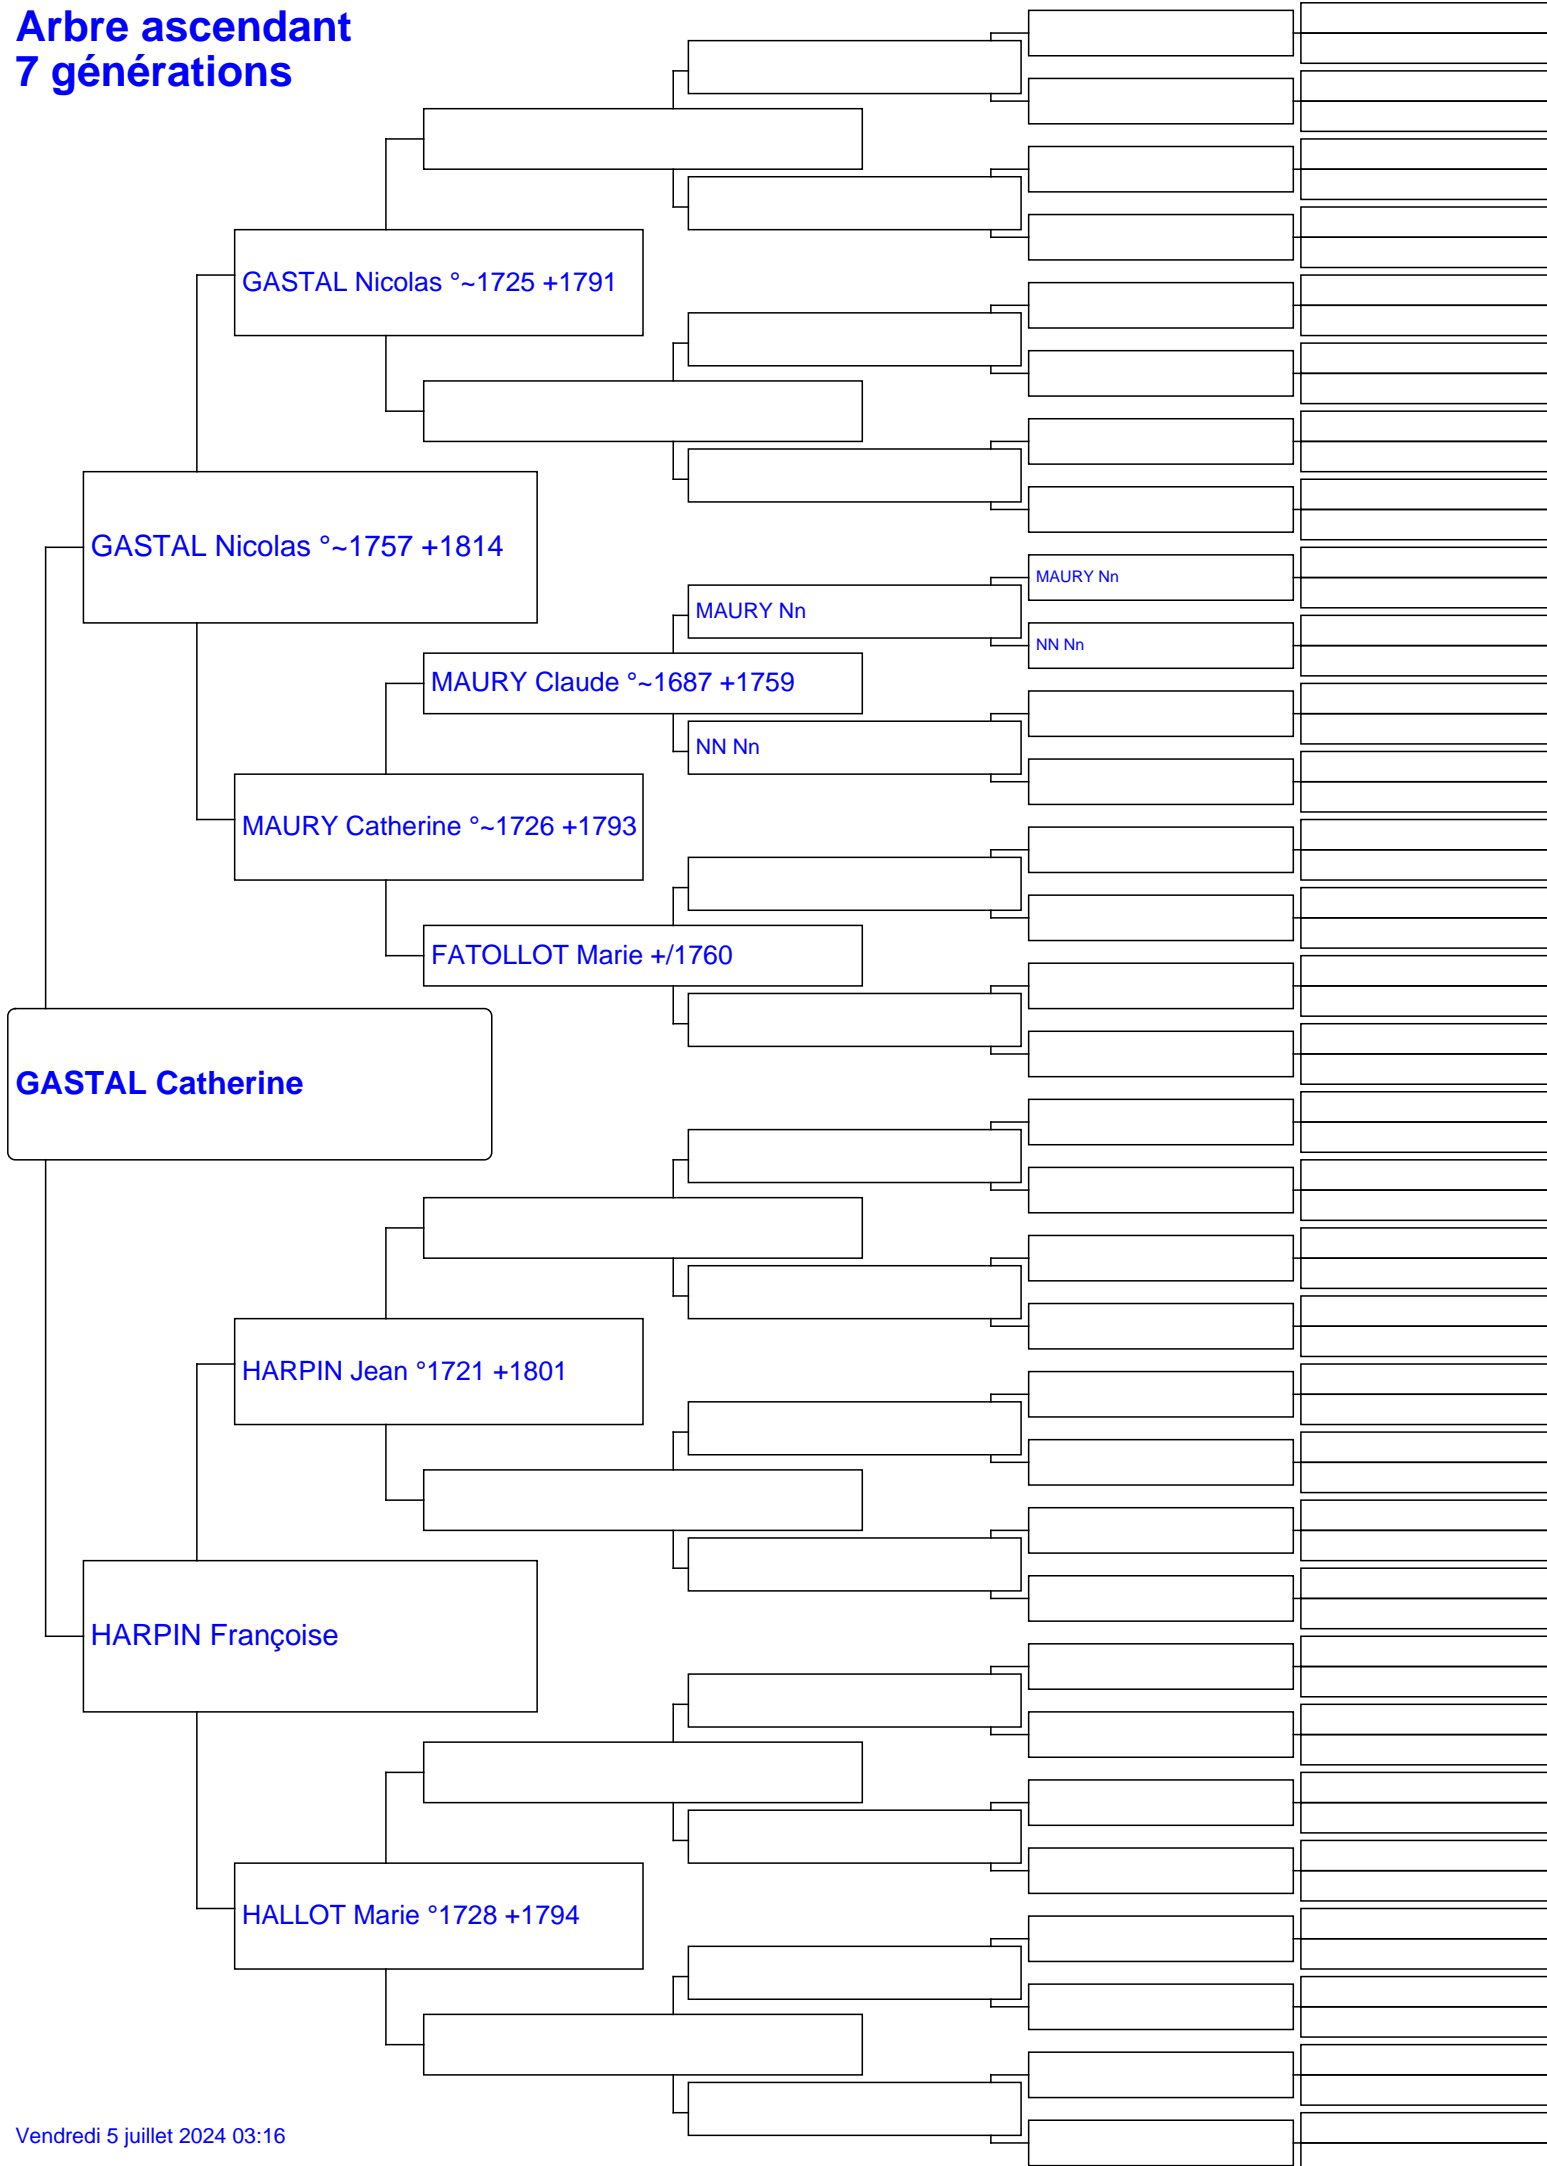 Arbre ascendant
7 générations
GASTAL Nicolas °~1725 +1791
GASTAL Nicolas °~1757 +1814
MAURY Nn
MAURY Nn
NN Nn
MAURY Claude °~1687 +1759
NN Nn
MAURY Catherine °~1726 +1793
FATOLLOT Marie +/1760
GASTAL Catherine
HARPIN Jean °1721 +1801
HARPIN Françoise
HALLOT Marie °1728 +1794
Vendredi 5 juillet 2024 03:16